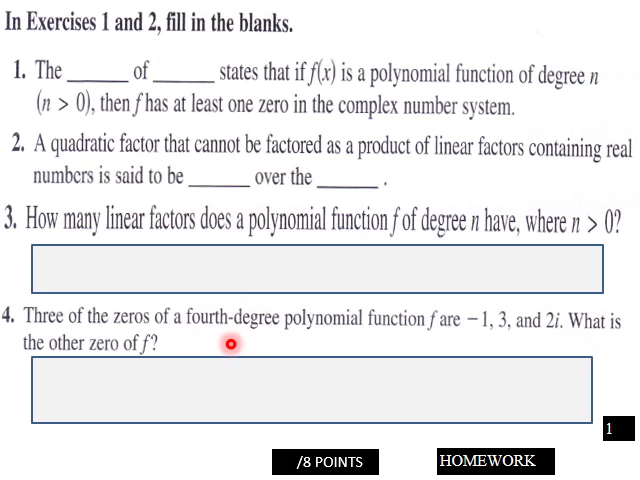 In Exercises 1 and 2, fill in the blanks.
1. The ______ of ______ states that if f(x) is a polynomial function of degree n
(n > 0), then f has at least one zero in the complex number system.
2. A quadratic factor that cannot be factored as a product of linear factors containing real
numbers is said to be ______ over the ______ .
3. How many linear factors does a polynomial function f of degree n have, where n > 0?
4. Three of the zeros of a fourth-degree polynomial function f are −1, 3, and 2i. What is
the other zero of f?
1
/8 POINTS
HOMEWORK